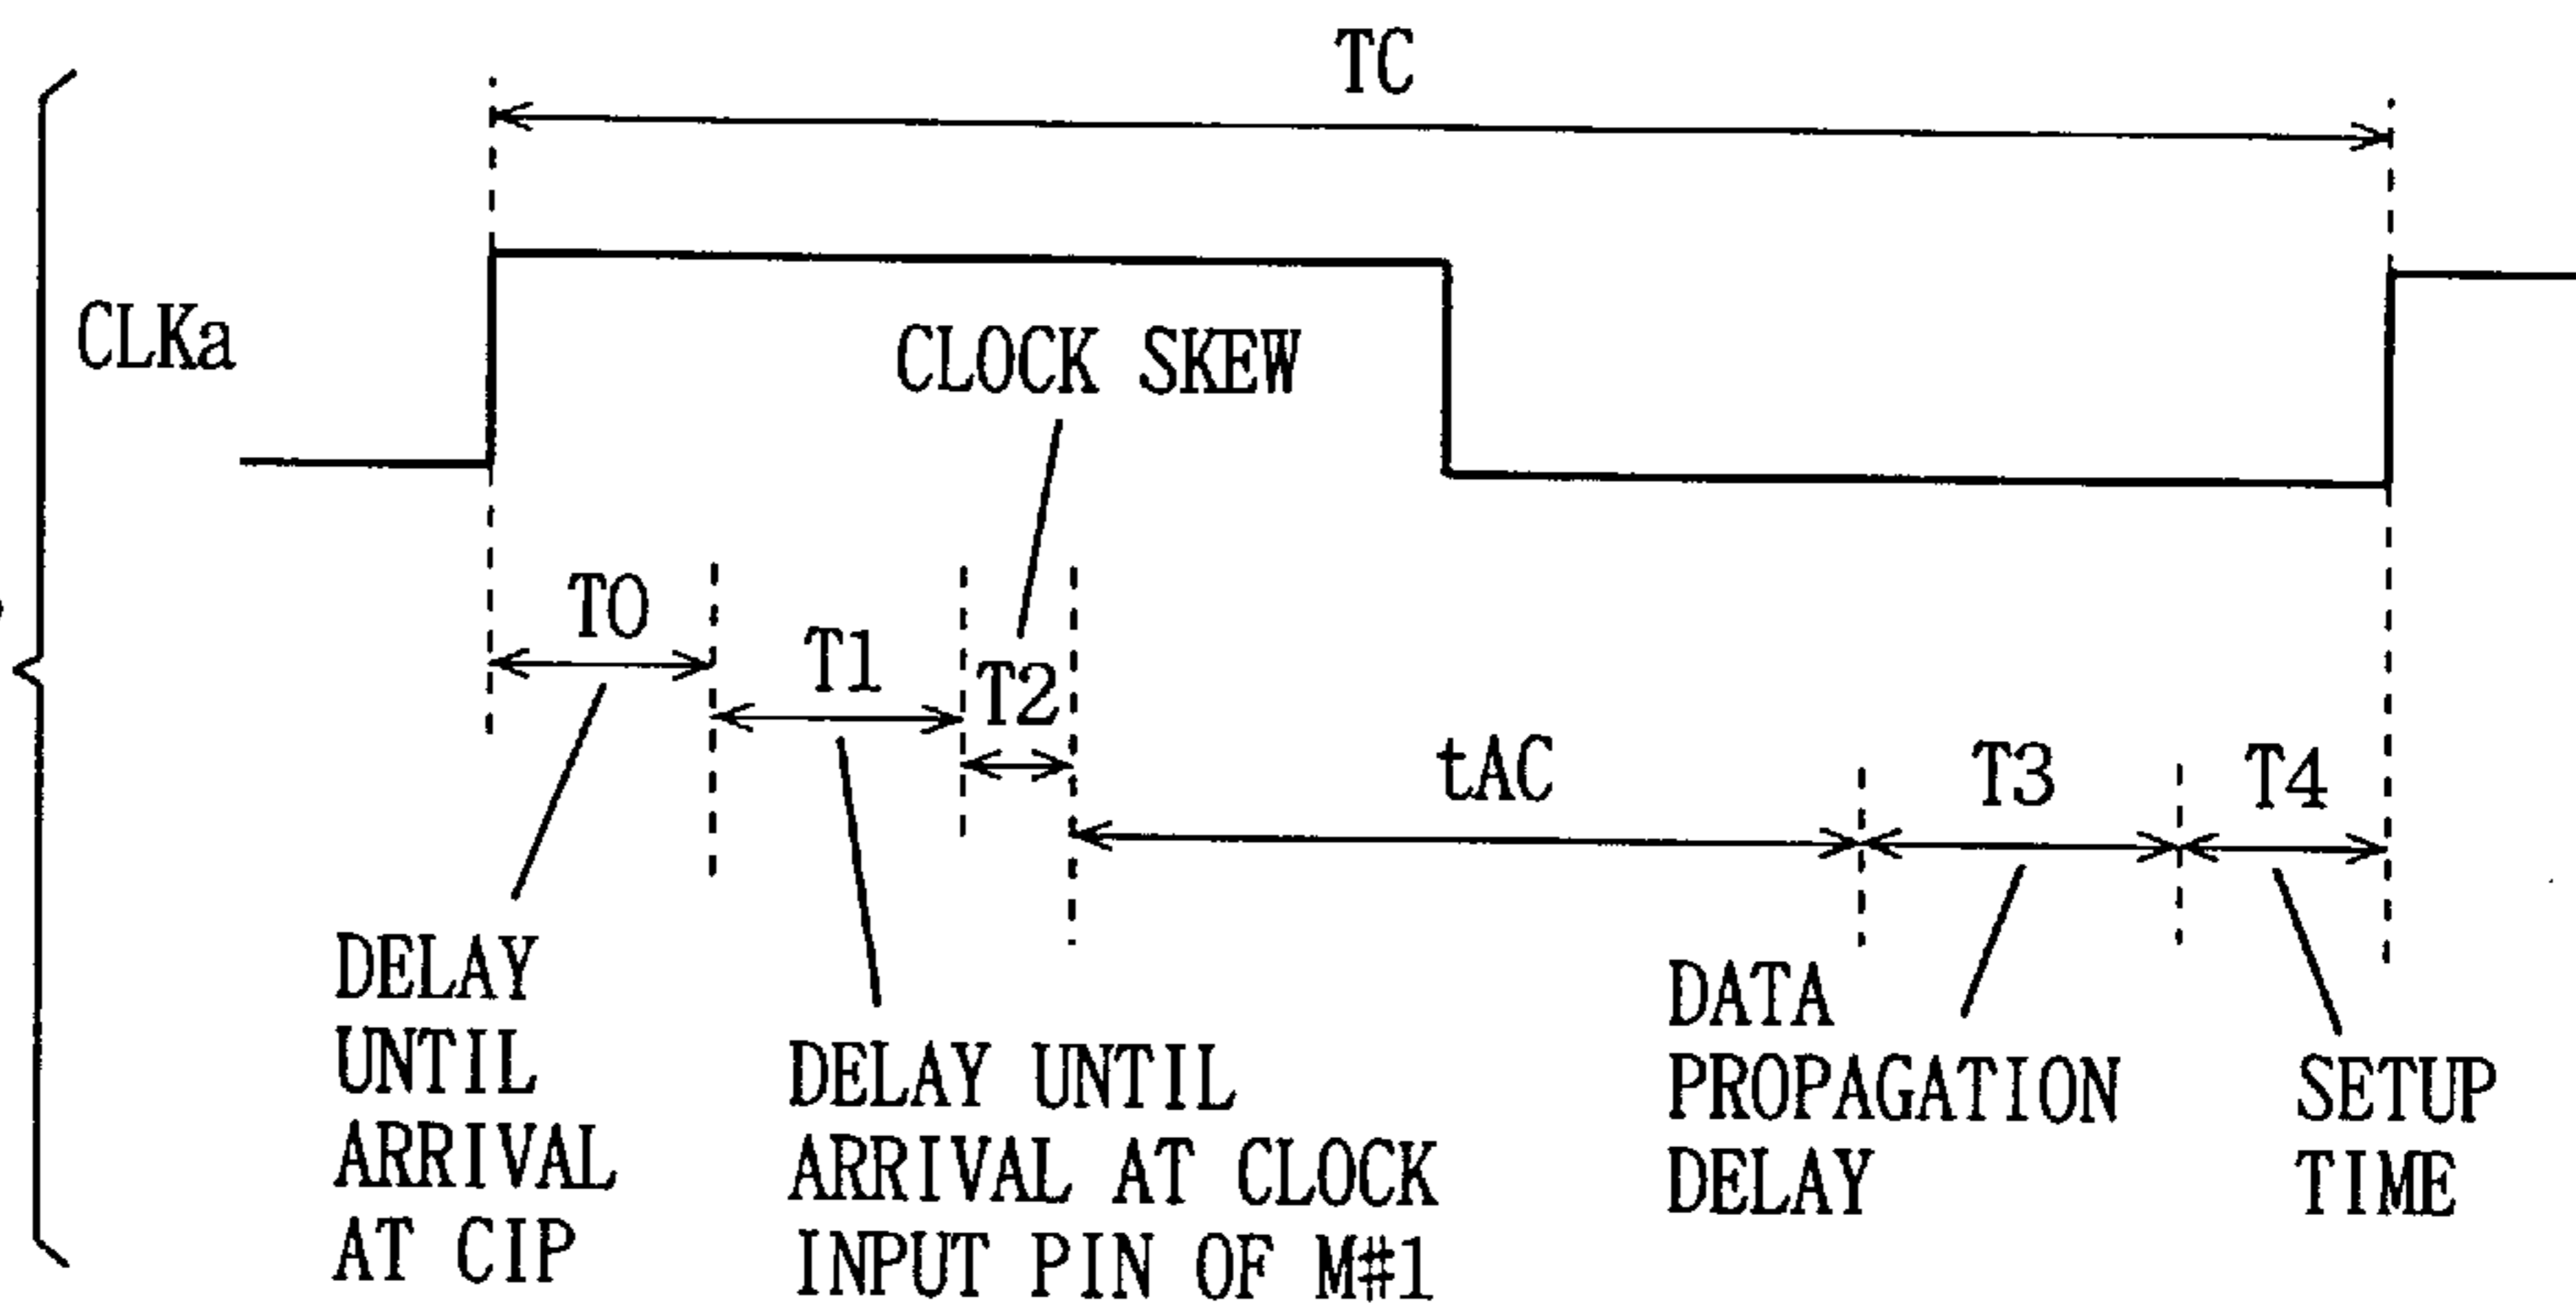 TC
CLKa
CLOCK SKEW
T0
T1
T2
tAC
T3
T4
DELAY
UNTIL
ARRIVAL
AT CIP
DELAY UNTIL
ARRIVAL AT CLOCK
INPUT PIN OF M#1
DATA
PROPAGATION
DELAY
SETUP
TIME